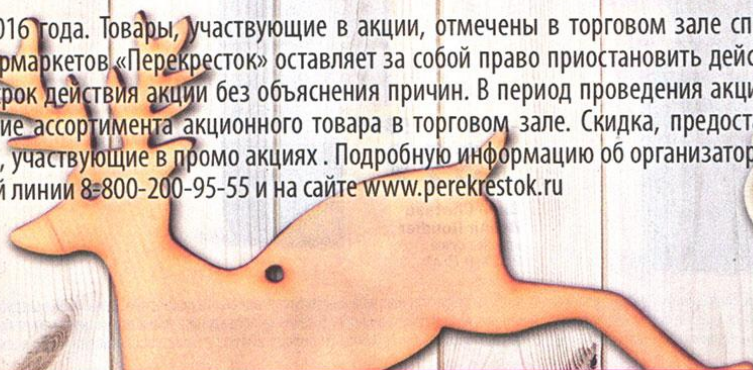 016 года. Товары, участвующие в акции, отмечены в торговом зале сп
рмаркетов «Перекресток» оставляет за собой право приостановить дейс
срок действия акции без объяснения причин. В период проведения акци
ие ассортимента акционного товара в торговом зале. Скидка, предоста
, участвующие в промо акциях . Подробную информацию об организатор
й линии 8-800-200-95-55 и на сайте www.perekrestok.ru